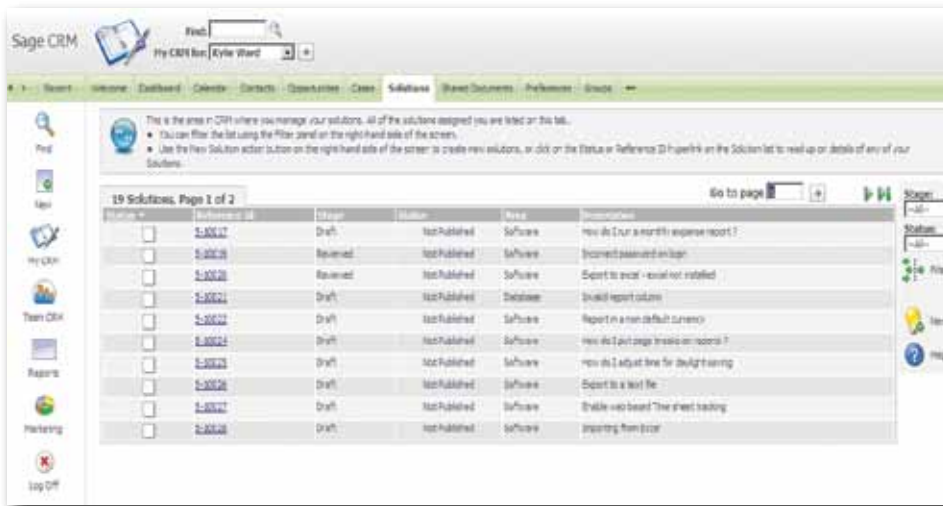 Sage CRM
Find:
My CRM for: Kylie Ward
Recent Welcome Dashboard Calendar Contacts Opportunities Cases Solutions Shared Documents Preferences Groups
This is the area in CRM where you manage your solutions. All of the solutions assigned you are listed on this tab.
• You can filter the list using the Filter panel on the right hand side of the screen.
• Use the New Solution action button on the right hand side of the screen to create new solutions, or click on the Status or Reference ID hyperlink on the Solution list to read up on details of any of your
Solutions.
Find
New
My CRM
Team CRM
Reports
Marketing
Log Off
19 Solutions, Page 1 of 2
Go to page
Status Reference Id Stage Status Area Description
Draft Not Published Software How do I run a monthly expense report ?
Reviewed Not Published Software Incorrect password on login
Reviewed Not Published Software Export to excel - excel not installed
Draft Not Published Database Invalid report column
Draft Not Published Software Report in a non default currency
Draft Not Published Software How do I put page breaks on reports ?
Draft Not Published Software How do I adjust time for daylight saving
Draft Not Published Software Export to a text file
Draft Not Published Software Enable web based Time sheet tracking
Draft Not Published Software Importing from Excel
Stage:
--All--
Status:
--All--